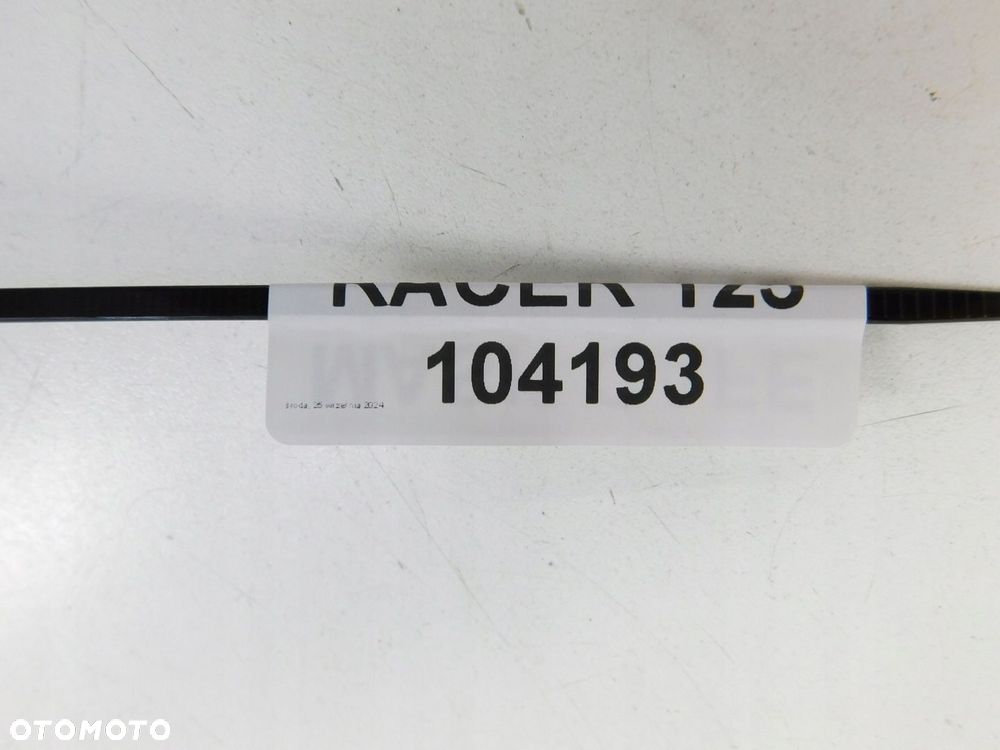 RACER 125
104193
środa, 25 września 2024
OTOMOTO